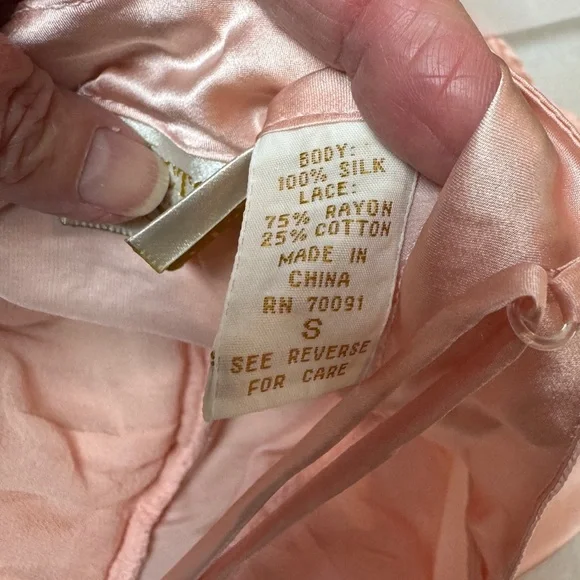 BODY:
100% SILK
LACE:
75% RAYON
25% COTTON
MADE IN
CHINA
RN 70091
S
SEE REVERSE
FOR CARE